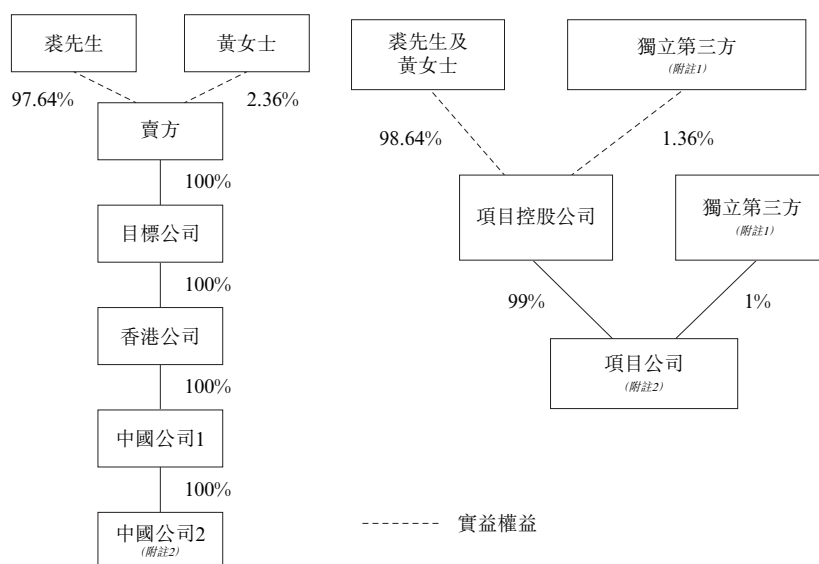 裘先生
黃女士
97.64%
2.36%
賣方
100%
目標公司
100%
香港公司
100%
中國公司1
100%
中國公司2
(附註2)
裘先生及
黃女士
獨立第三方
(附註1)
98.64%
1.36%
項目控股公司
獨立第三方
(附註1)
99%
1%
項目公司
(附註2)
實益權益